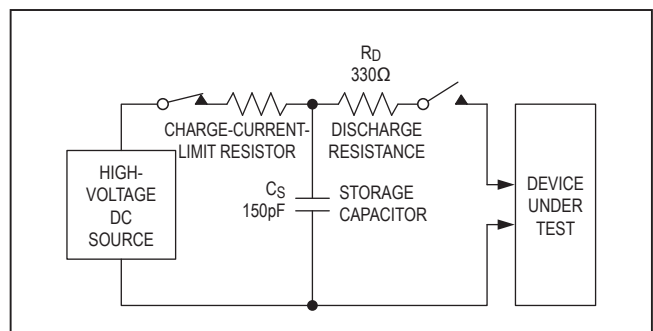 RD
330Ω
CHARGE-CURRENT-
LIMIT RESISTOR
DISCHARGE
RESISTANCE
HIGH-
VOLTAGE
DC
SOURCE
CS
150pF
STORAGE
CAPACITOR
DEVICE
UNDER
TEST